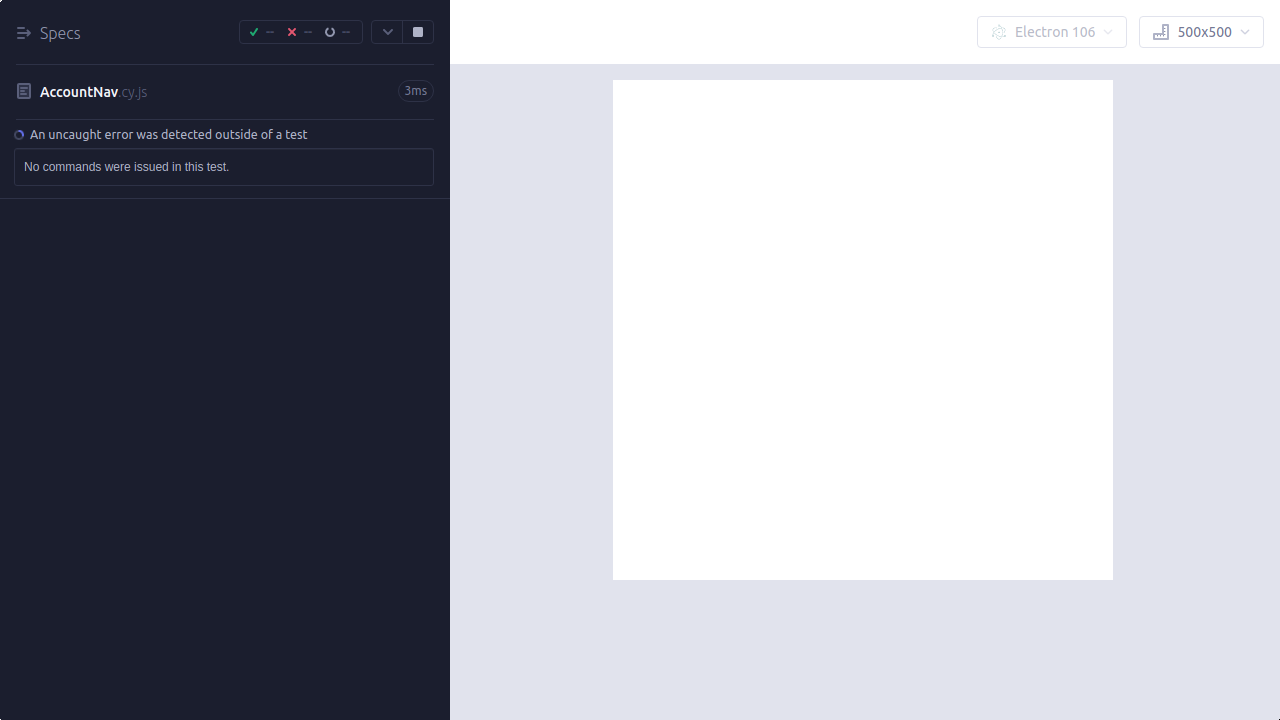 Specs
--
--
--
AccountNav.cy.js
3ms
An uncaught error was detected outside of a test
No commands were issued in this test.
Electron 106
500x500